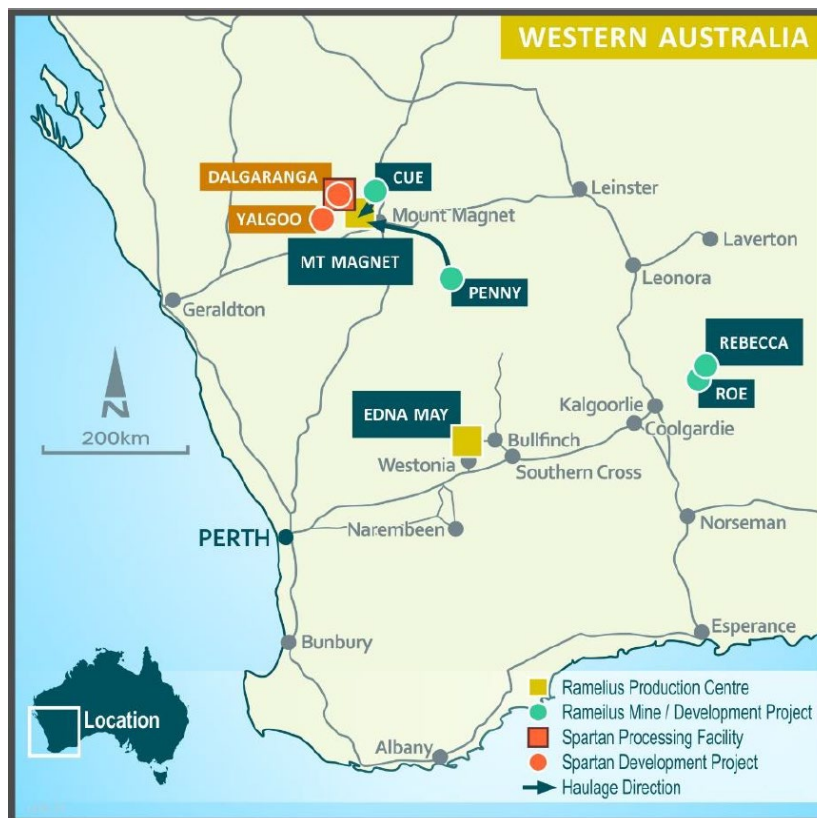 WESTERN AUSTRALIA
DALGARANGA
CUE
Leinster
YALGOO
Mount Magnet
Laverton
MT MAGNET
Leonora
PENNY
Geraldton
REBECCA
ROE
N
200km
EDNA MAY
Kalgoorlie
Coolgardie
Bullfinch
Westonia
Southern Cross
PERTH
Narembeen
Norseman
Bunbury
Esperance
Albany
Location
Ramelius Production Centre
Rameilus Mine / Development Project
Spartan Processing Facility
Spartan Development Project
Haulage Direction